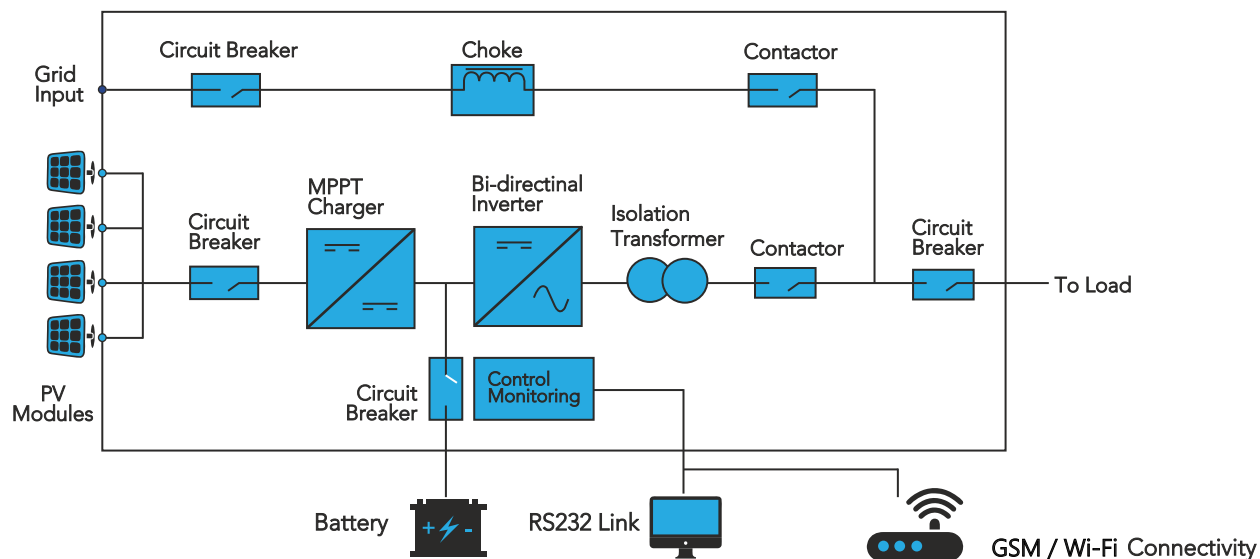 Circuit Breaker
Choke
Contactor
Grid
Input
MPPT
Charger
Bi-directinal
Inverter
Isolation
Transformer
Circuit
Breaker
Contactor
Circuit
Breaker
To Load
PV
Modules
Circuit
Breaker
Control
Monitoring
Battery
+ -
RS232 Link
GSM / Wi-Fi Connectivity